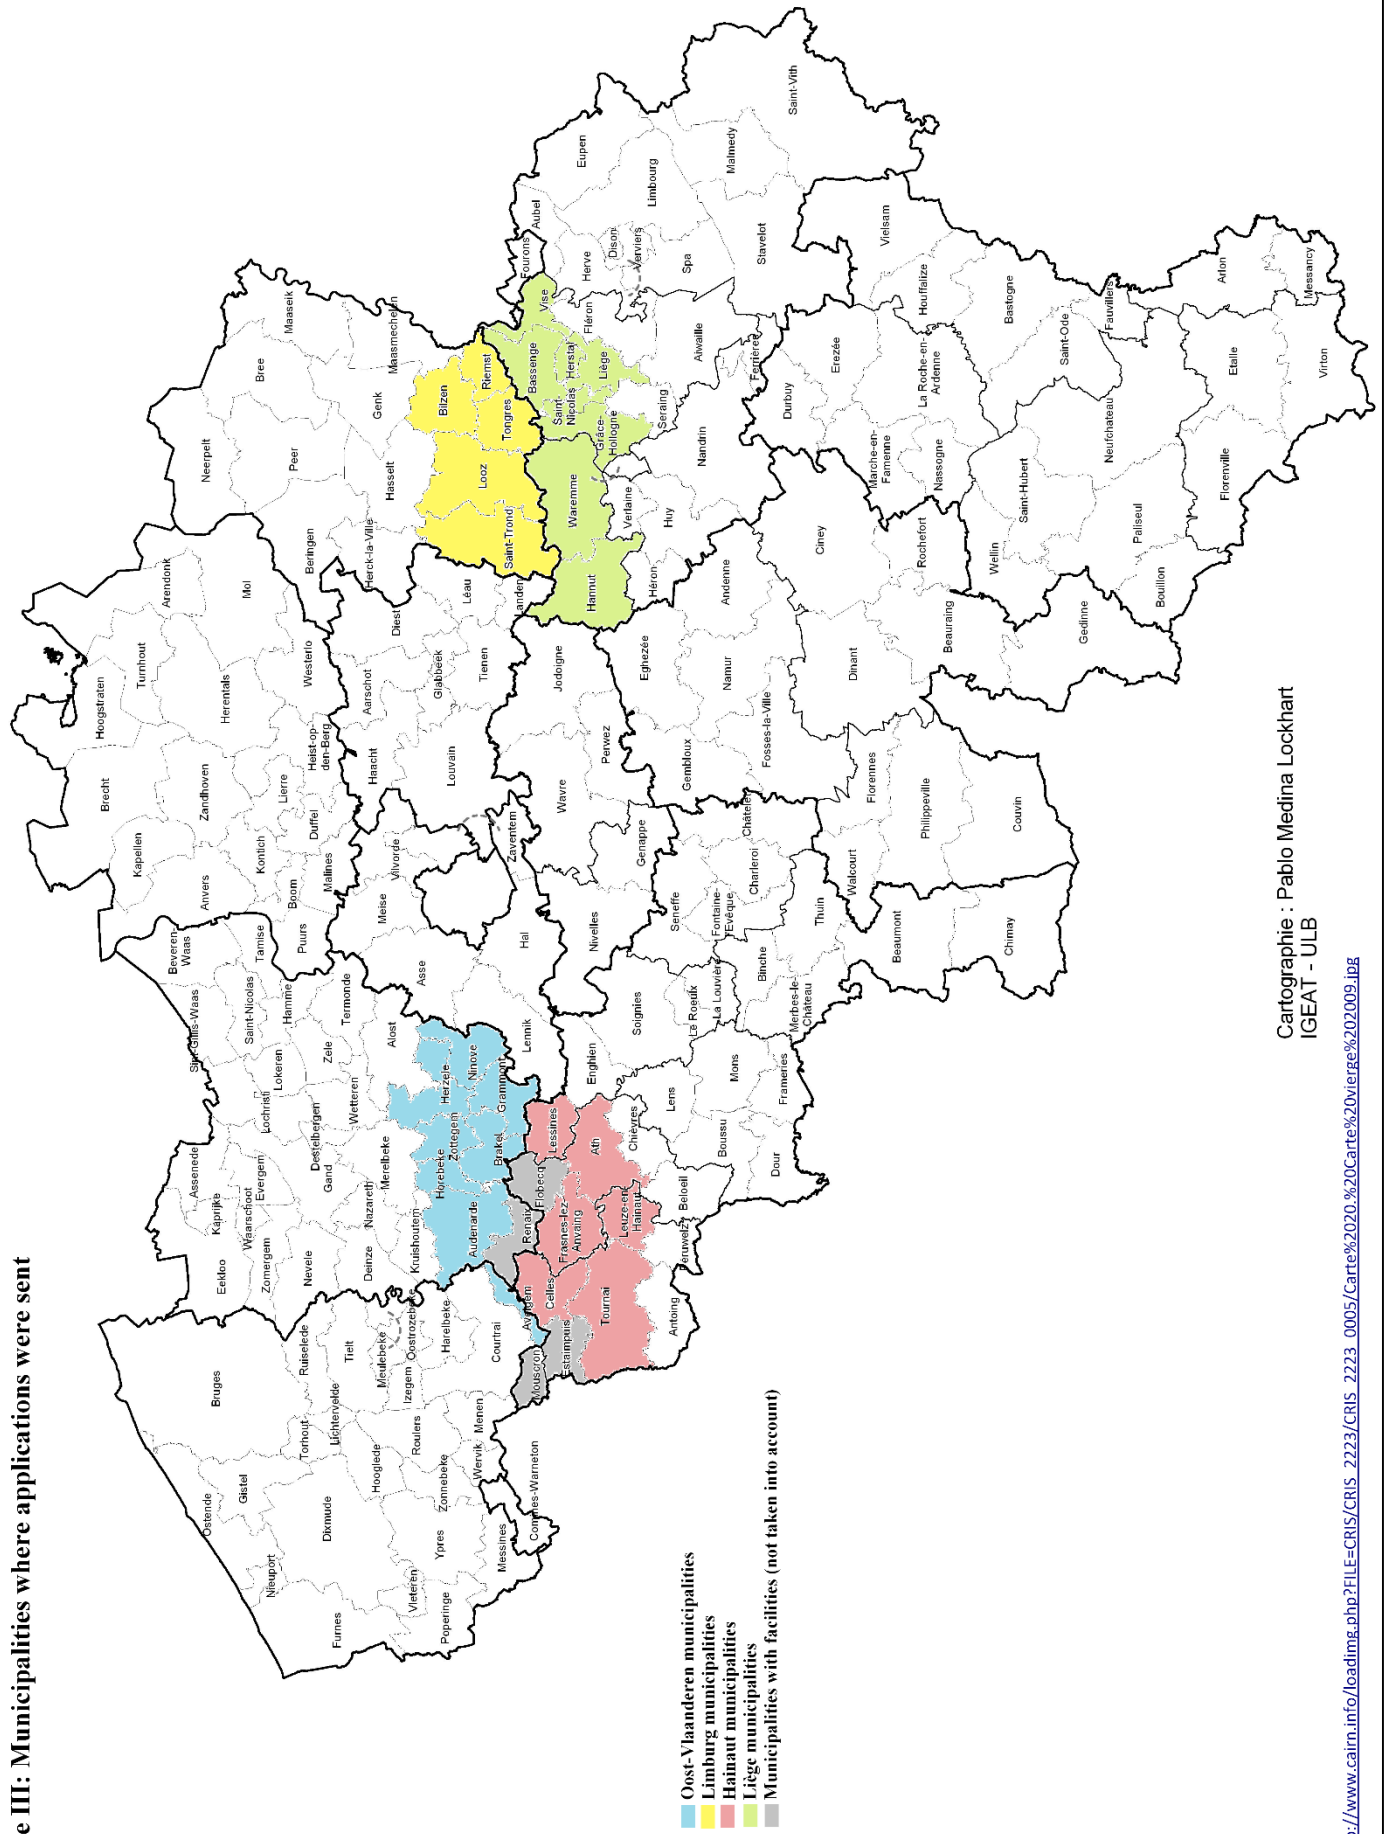 e III: Municipalities where applications were sent
Ostende
Bruges
Nieuport
Gistel
Furnes
Dixmude
Torhout
Lichtervelde
Ruiselede
Tielt
Hooglede
Meulebeke
Vleteren
Poperinge
Ypres
Zonnebeke
Roulers
Izegem
Oostrozebeke
Harelbeke
Messines
Wervik
Menen
Courtrai
Comines-Warneton
Mouscron
Estaimpuis
Avelgem
Celles
Eekloo
Kaprijke
Assenede
Zomergem
Waarschoot
Evergem
Lochristi
Sint-Gillis-Waas
Beveren-
Waas
Saint-Nicolas
Tamise
Lokeren
Hamme
Nevele
Gand
Destelbergen
Zele
Termonde
Deinze
Nazareth
Wetteren
Merelbeke
Alost
Kruishoutem
Audenarde
Horebeke
Zottegem
Herzele
Ninove
Brakel
Grammont
Renaix
Flobecq
Lessines
Frasnes-lez-
Anvaing
Ath
Leuze-en-
Hainaut
Tournai
Antoing
Péruwelz
Beloeil
Chièvres
Enghien
Lens
Soignies
Boussu
Dour
Mons
Frameries
Le Roeulx
La Louvière
Binche
Merbes-le-
Château
Seneffe
Fontaine-
l'Evêque
Charleroi
Châtelet
Thuin
Beaumont
Chimay
Kapellen
Brecht
Hoogstraten
Turnhout
Arendonk
Anvers
Zandhoven
Herentals
Mol
Kontich
Lierre
Boom
Puurs
Duffel
Malines
Heist-op-
den-Berg
Westerlo
Asse
Meise
Vilvorde
Zaventem
Hal
Lennik
Haacht
Aarschot
Diest
Louvain
Glabbeek
Léau
Tienen
Landen
Nivelles
Genappe
Wavre
Perwez
Jodoigne
Neerpelt
Bree
Maaseik
Peer
Beringen
Hasselt
Genk
Maasmechelen
Herck-la-Ville
Saint-Trond
Looz
Bilzen
Tongres
Riemst
Fourons
Hannut
Waremme
Bassenge
Vise
Saint-
Nicolas
Herstal
Liège
Fléron
Grâce-
Hollogne
Seraing
Verlaine
Héron
Huy
Nandrin
Aubel
Herve
Dison
Verviers
Eupen
Limbourg
Spa
Aiwaille
Ferrières
Stavelot
Malmedy
Saint-Vith
Gembloux
Eghezée
Namur
Andenne
Fosses-la-Ville
Dinant
Ciney
Florennes
Walcourt
Philippeville
Couvin
Rochefort
Beauraing
Gedinne
Durbuy
Erezée
Vielsam
Marche-en-
Famenne
La Roche-en-
Ardenne
Houffalize
Nassogne
Bastogne
Wellin
Saint-Hubert
Saint-Ode
Fauvillers
Neufchateau
Paliseul
Bouillon
Florenville
Etalle
Arlon
Messancy
Virton
Oost-Vlaanderen municipalities
Limburg municipalities
Hainaut municipalities
Liège municipalities
Municipalities with facilities (not taken into account)
Cartographie : Pablo Medina Lockhart
IGEAT - ULB
://www.cairn.info/loadimg.php?FILE=CRIS/CRIS_2223/CRIS_2223_0005/Carte%2020.%20Carte%20vierge%202009.jpg